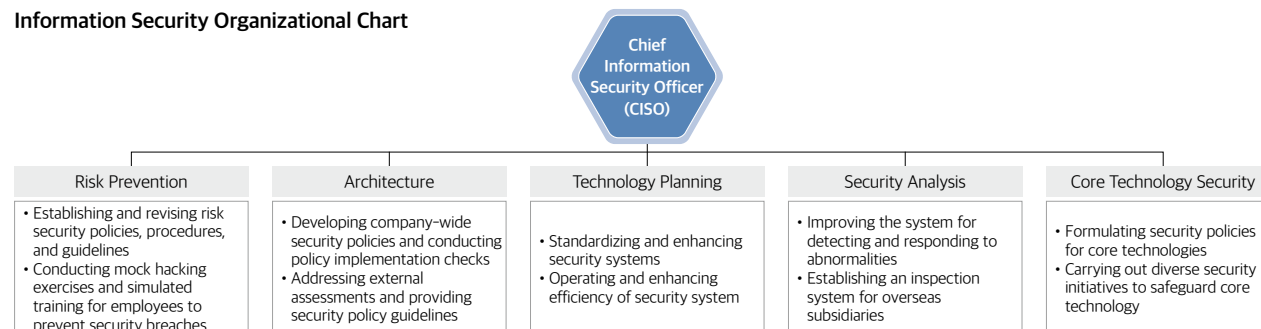 Information Security Organizational Chart
Chief
Information
Security Officer
(CISO)
Risk Prevention
• Establishing and revising risk
security policies, procedures,
and guidelines
• Conducting mock hacking
exercises and simulated
training for employees to
prevent security breaches
Architecture
• Developing company-wide
security policies and conducting
policy implementation checks
• Addressing external
assessments and providing
security policy guidelines
Technology Planning
• Standardizing and enhancing
security systems
• Operating and enhancing
efficiency of security system
Security Analysis
• Improving the system for
detecting and responding to
abnormalities
• Establishing an inspection
system for overseas
subsidiaries
Core Technology Security
• Formulating security policies
for core technologies
• Carrying out diverse security
initiatives to safeguard core
technology